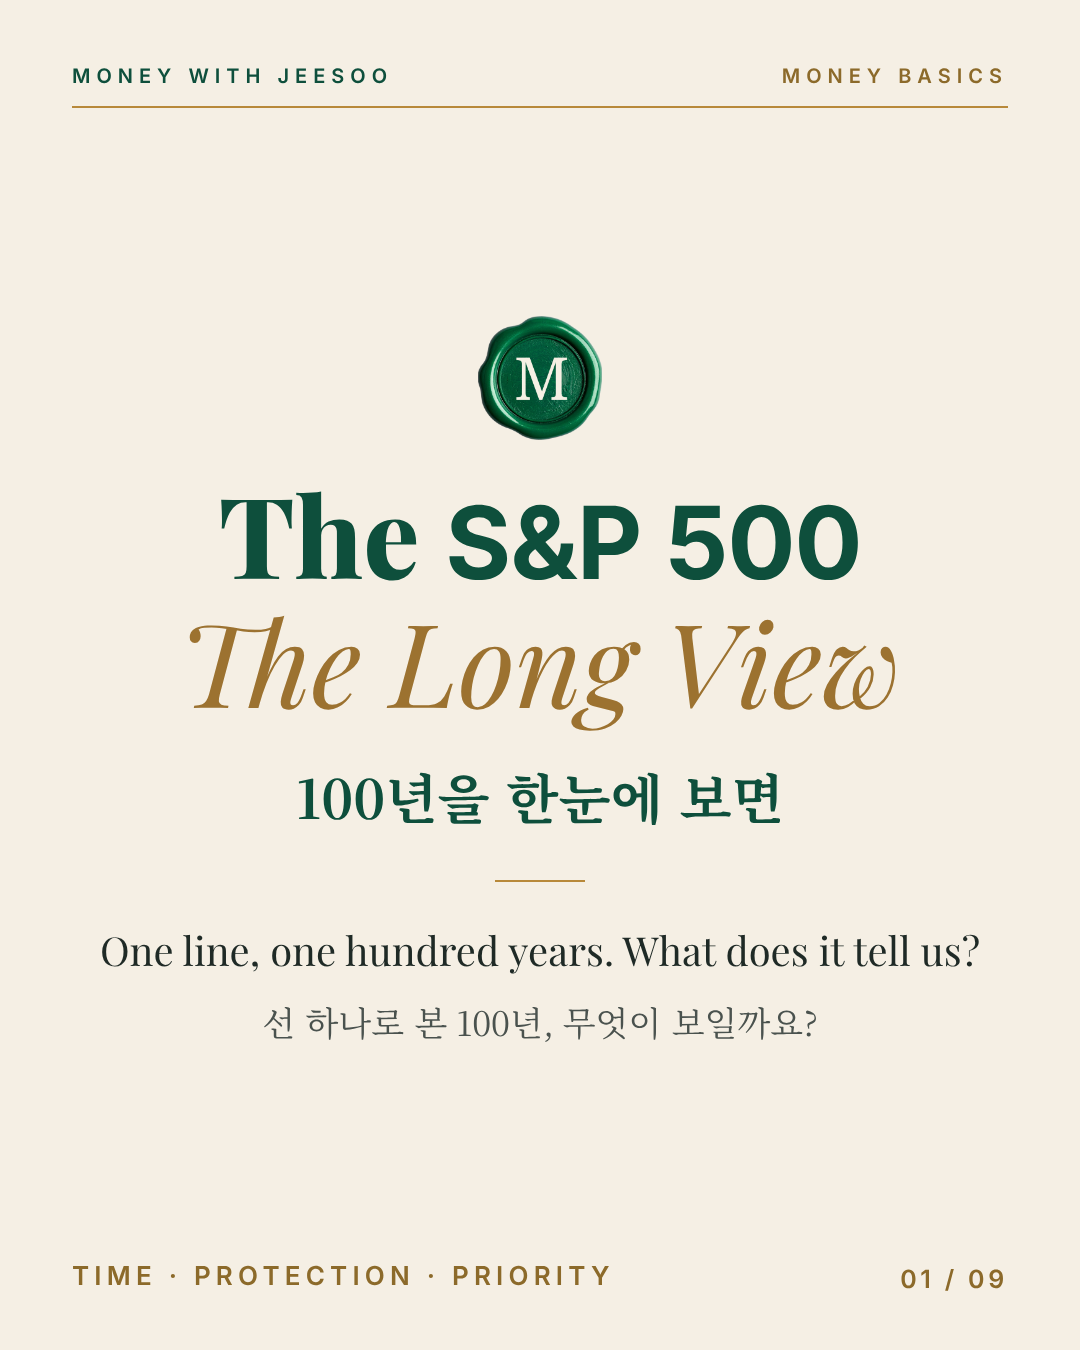 MONEY WITH JEESOO
MONEY BASICS
M
The S&P 500
The Long View
100년을 한눈에 보면
One line, one hundred years. What does it tell us?
선 하나로 본 100년, 무엇이 보일까요?
TIME · PROTECTION · PRIORITY
01 / 09